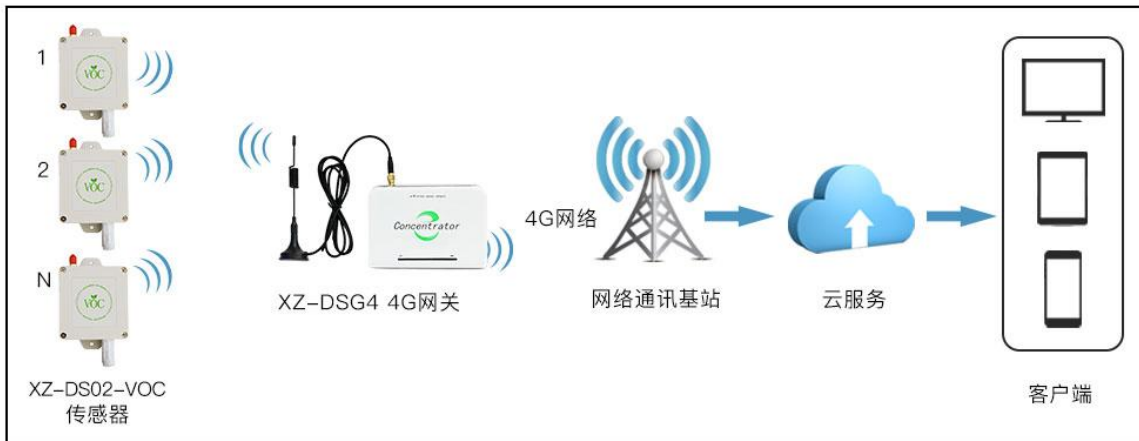 1
VOC
2
VOC
N
VOC
XZ-DS02-VOC
传感器
Concentrator
XZ-DSG4 4G网关
4G网络
网络通讯基站
云服务
客户端